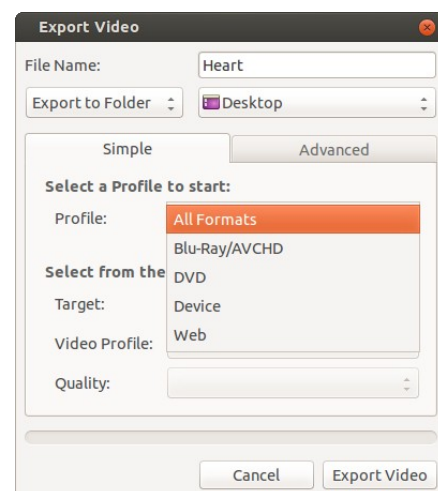 Export Video
File Name: Heart
Export to Folder Desktop
Simple Advanced
Select a Profile to start:
Profile: All Formats
Blu-Ray/AVCHD
Select from the DVD
Target: Device
Web
Video Profile:
Quality:
Cancel Export Video